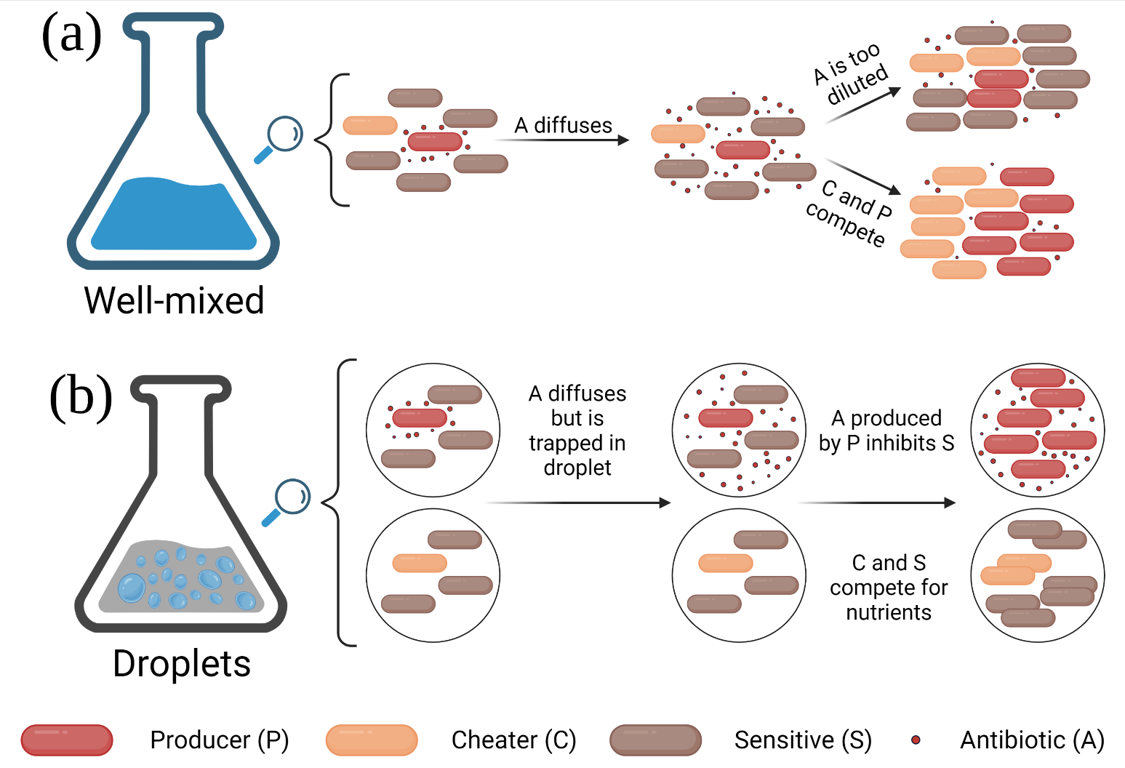 (a)
Well-mixed
A diffuses
A is too
diluted
C and P
compete
(b)
Droplets
A diffuses
but is
trapped in
droplet
A produced
by P inhibits S
C and S
compete for
nutrients
Producer (P)
Cheater (C)
Sensitive (S)
Antibiotic (A)